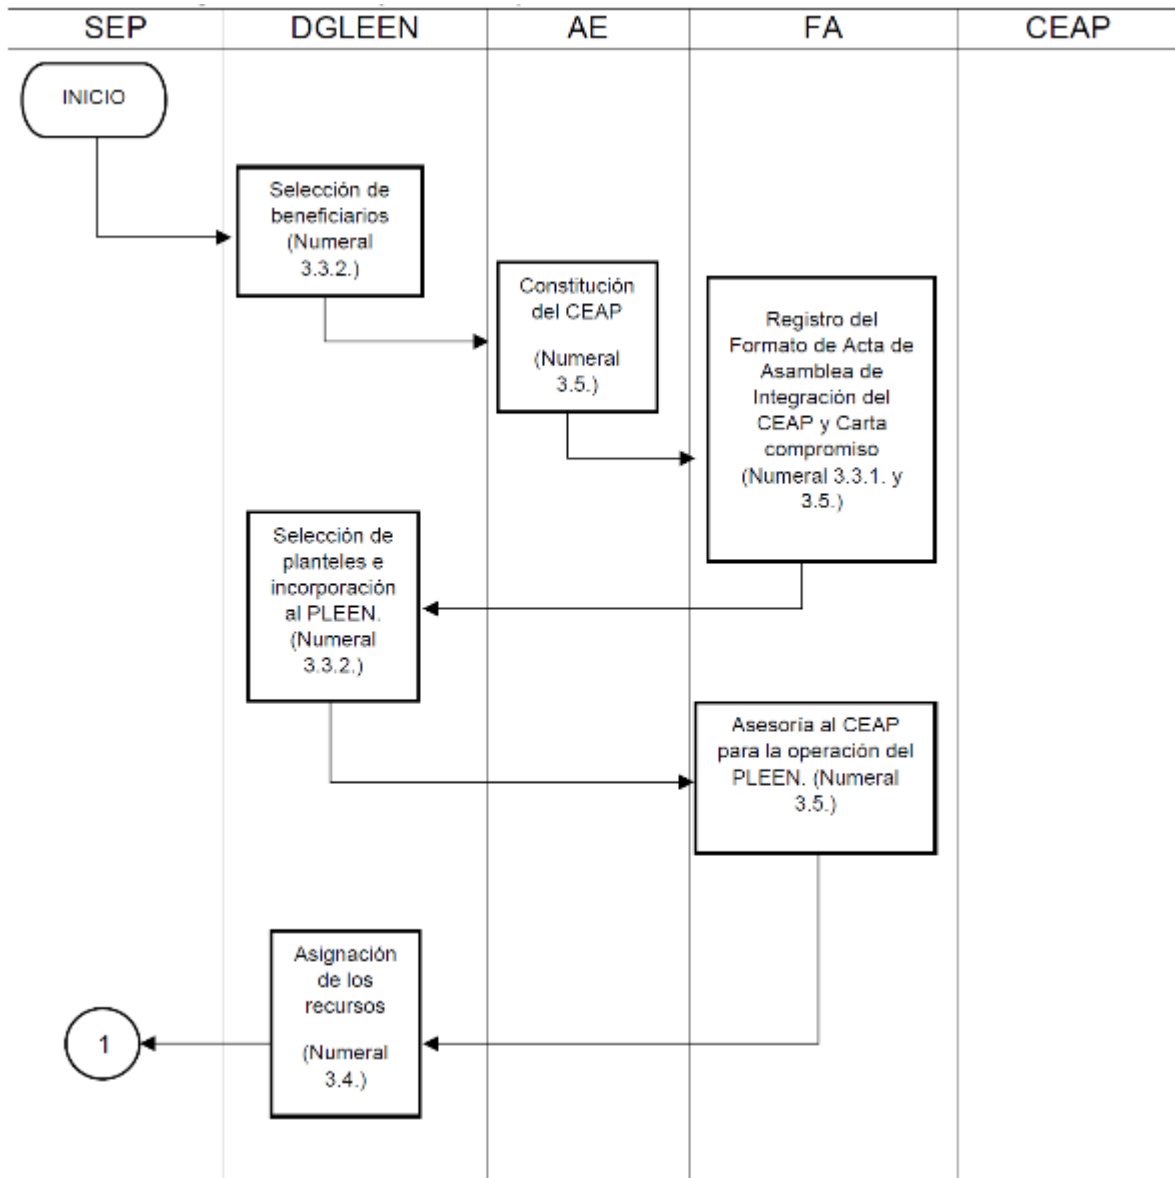 SEP DGLEEN AE FA CEAP
INICIO
Selección de
beneficiarios
(Numeral
3.3.2.)
Constitución
del CEAP
(Numeral
3.5.)
Registro del
Formato de Acta de
Asamblea de
Integración del
CEAP y Carta
compromiso
(Numeral 3.3.1. y
3.5.)
Selección de
planteles e
incorporación
al PLEEN.
(Numeral
3.3.2.)
Asesoría al CEAP
para la operación del
PLEEN. (Numeral
3.5.)
Asignación
de los
recursos
(Numeral
3.4.)
1